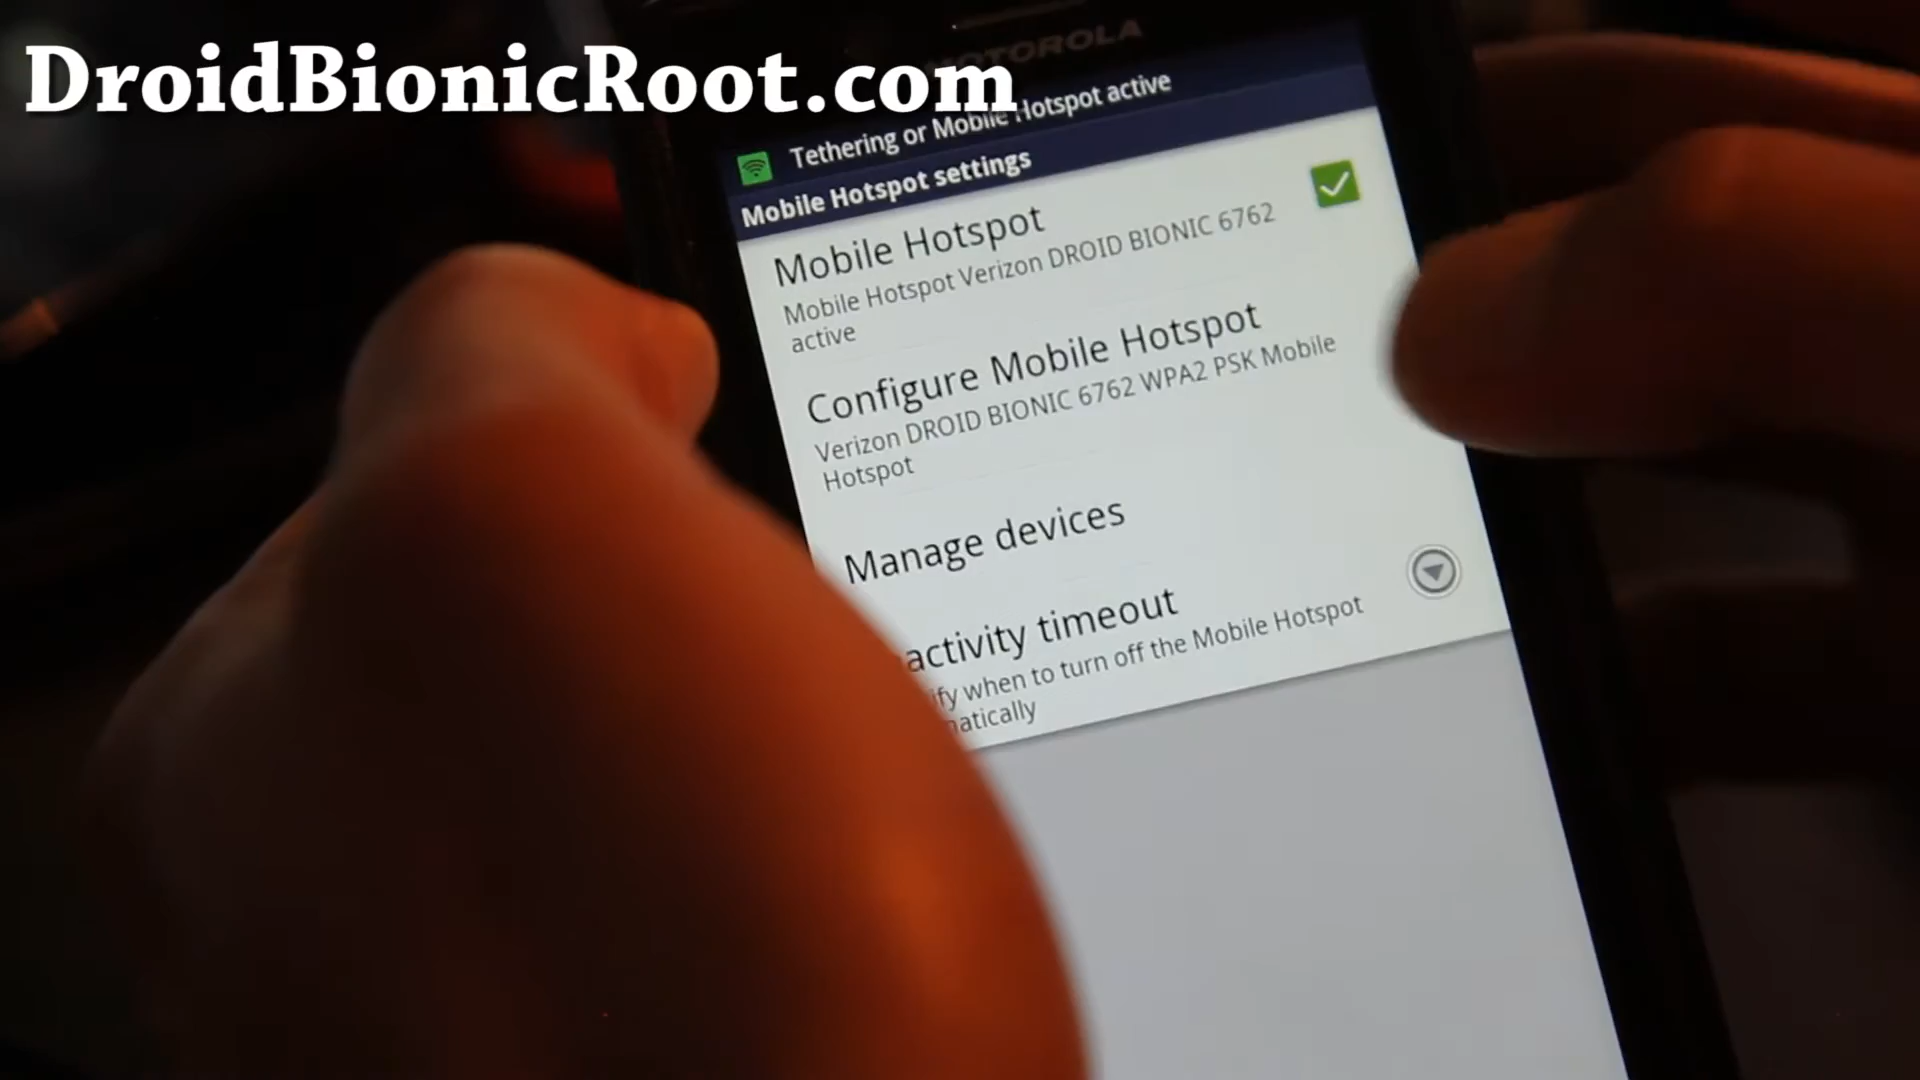 DroidBionicRoot.com
MOTOROLA
Tethering or Mobile Hotspot active
Mobile Hotspot settings
Mobile Hotspot
Mobile Hotspot Verizon DROID BIONIC 6762
active
Configure Mobile Hotspot
Verizon DROID BIONIC 6762 WPA2 PSK Mobile
Hotspot
Manage devices
activity timeout
ify when to turn off the Mobile Hotspot
matically